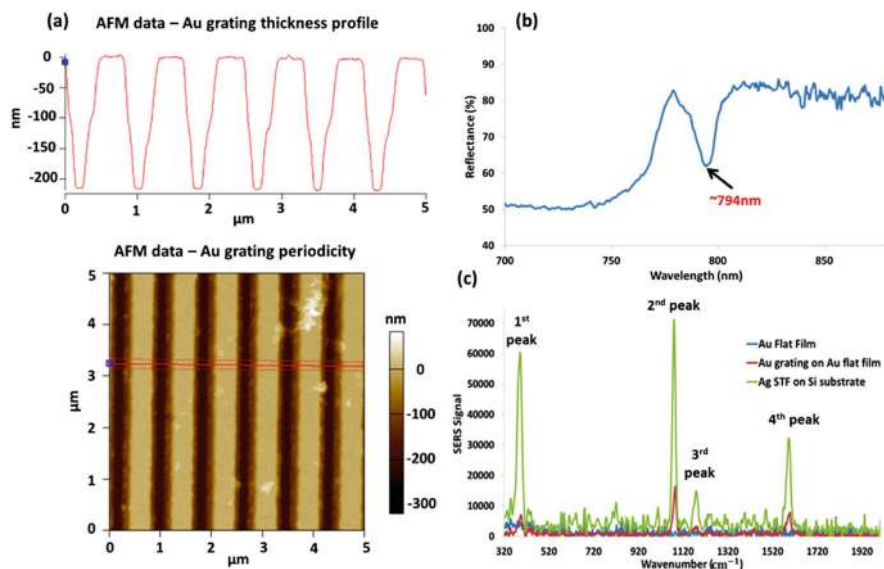 (a)
AFM data – Au grating thickness profile
0
-50
-100
-150
-200
nm
0 1 2 3 4 5
µm
AFM data – Au grating periodicity
5
4
3
2
1
0
µm
0 1 2 3 4 5
µm
nm
0
-100
-200
-300
(b)
100
90
80
70
60
50
40
Reflectance (%)
~794nm
700 750 800 850
Wavelength (nm)
(c)
1st peak
2nd peak
3rd
peak
4th peak
80000
70000
60000
50000
40000
30000
20000
10000
0
SERS Signal
Au Flat Film
Au grating on Au flat film
Ag STF on Si substrate
320 520 720 920 1120 1320 1520 1720 1920
Wavenumber (cm⁻¹)